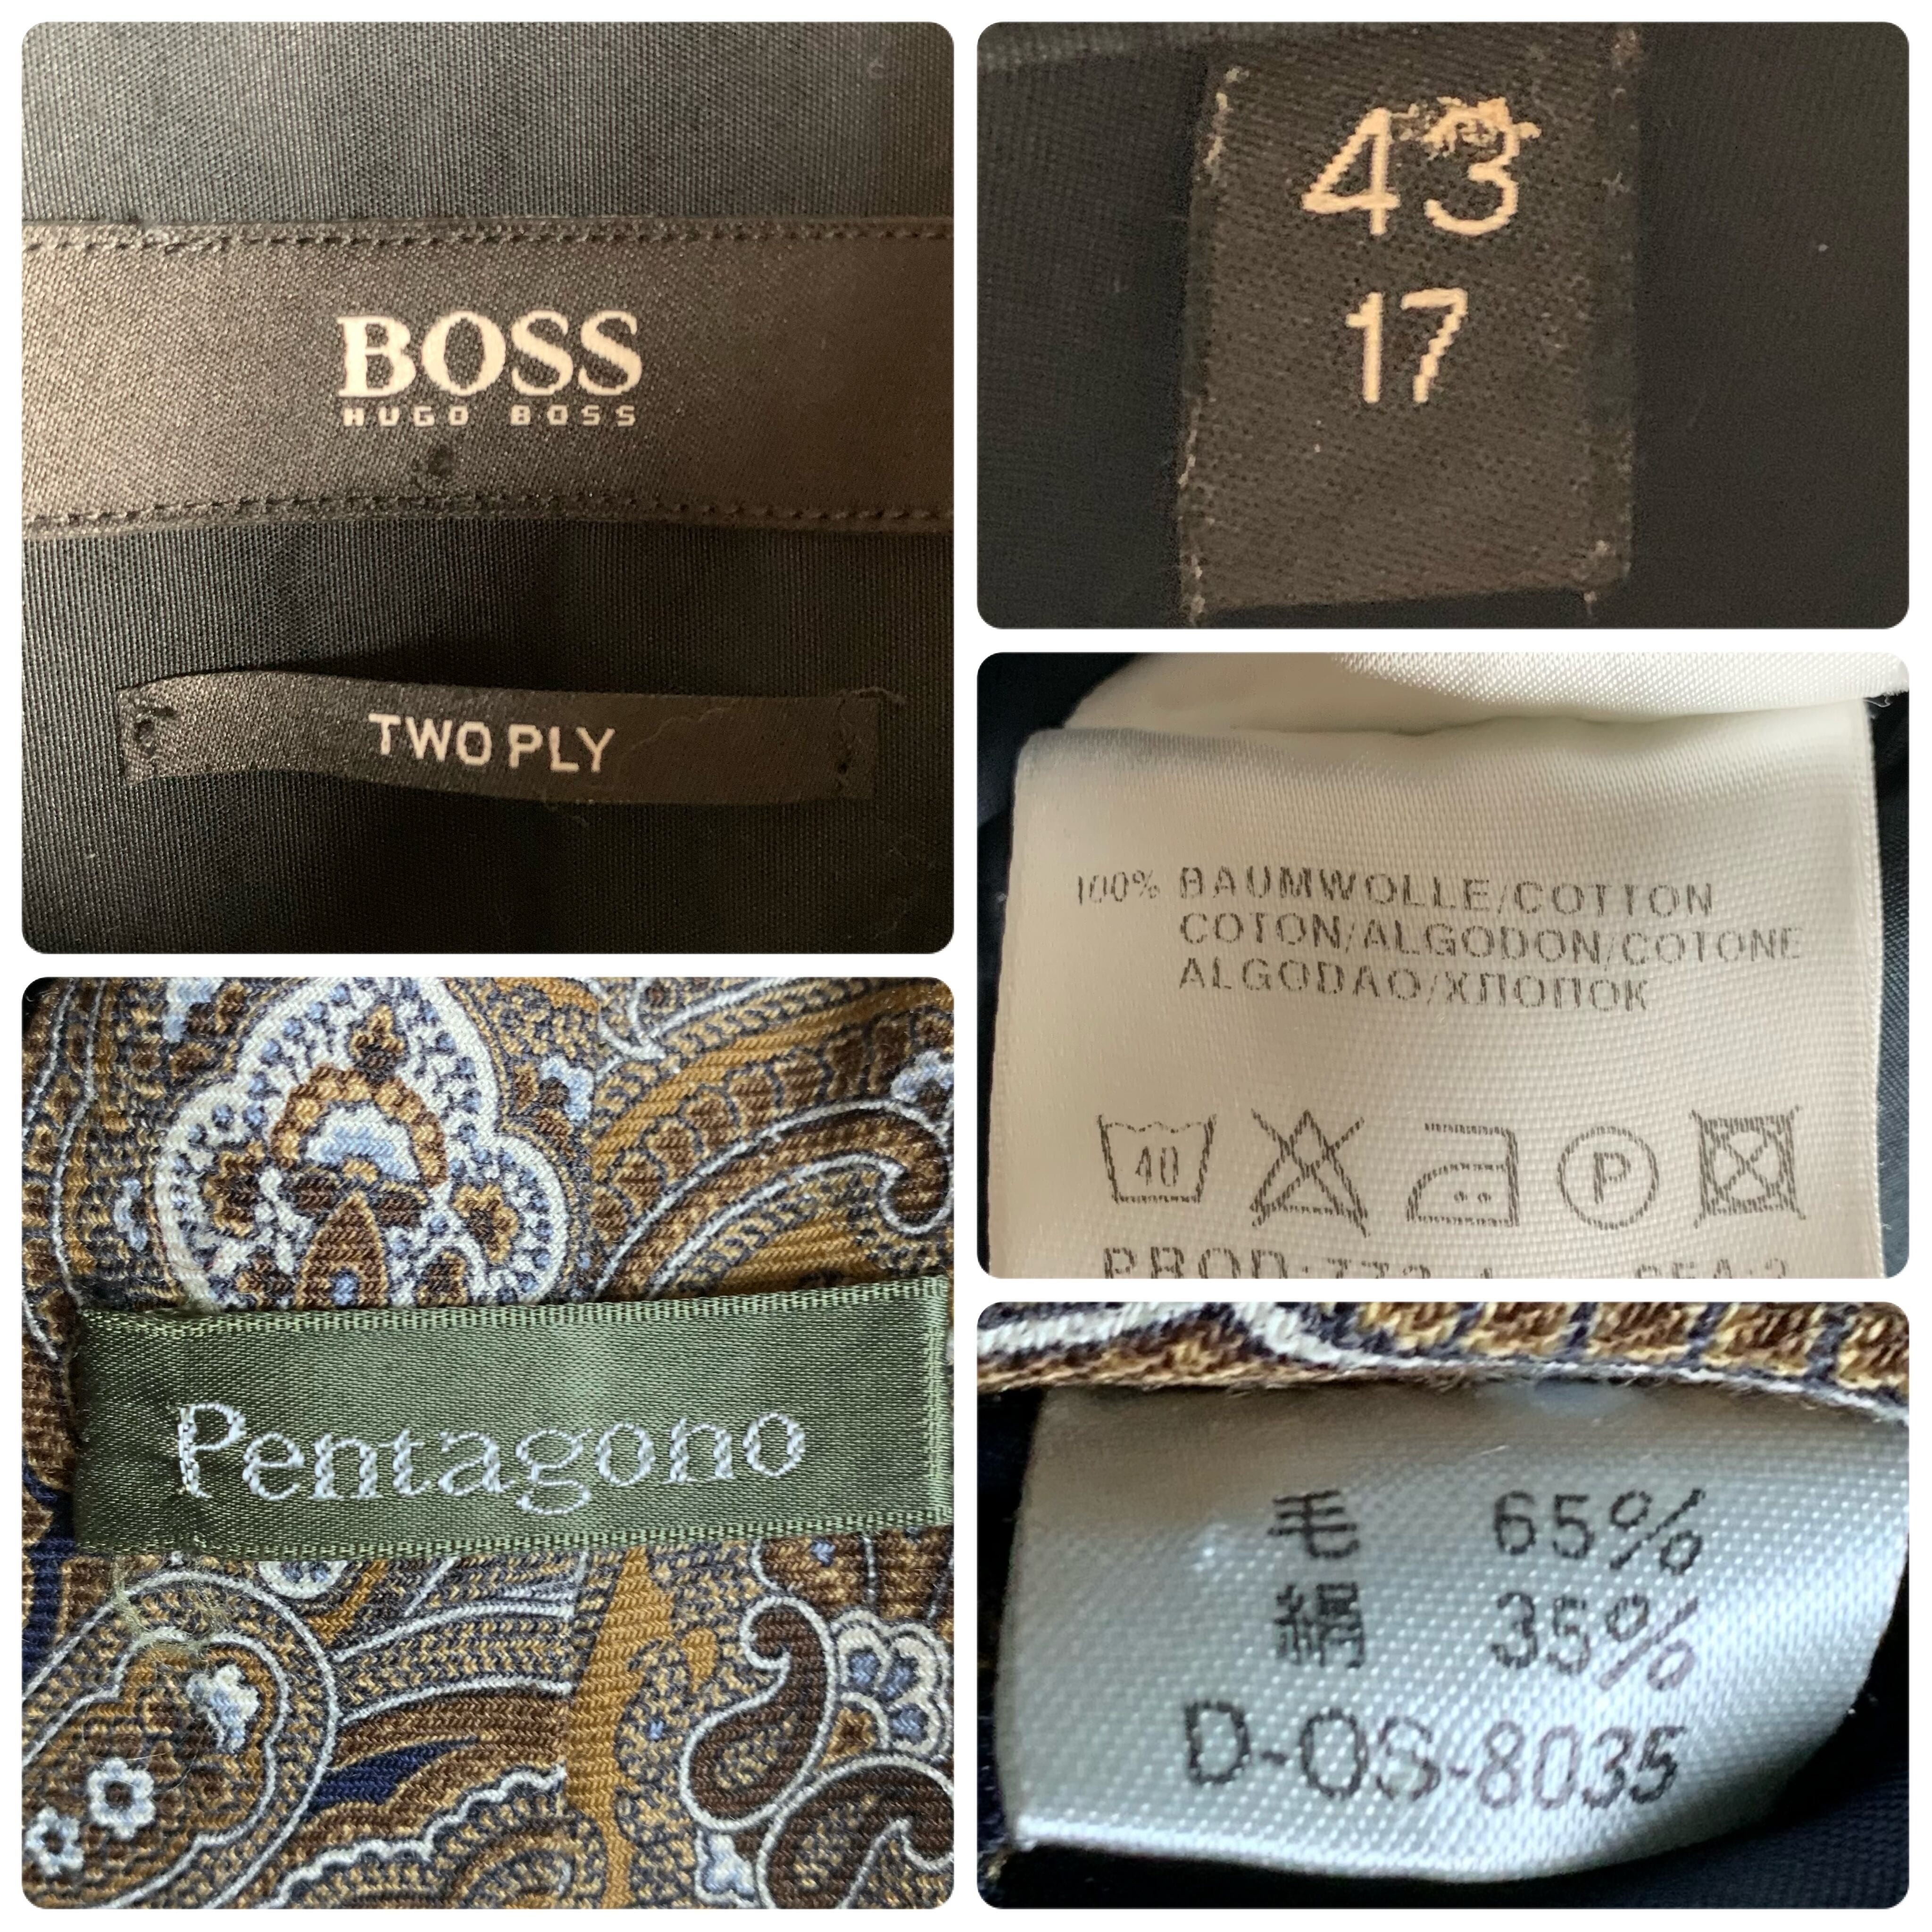 BOSS
HUGO BOSS
TWO PLY
43
17
100% BAUMWOLLE/COTTON
COTON/ALGODON/COTONE
ALGODAO/ХПОПОК
40
P
Pentagono
毛 65%
絹 35%
D-OS-8035